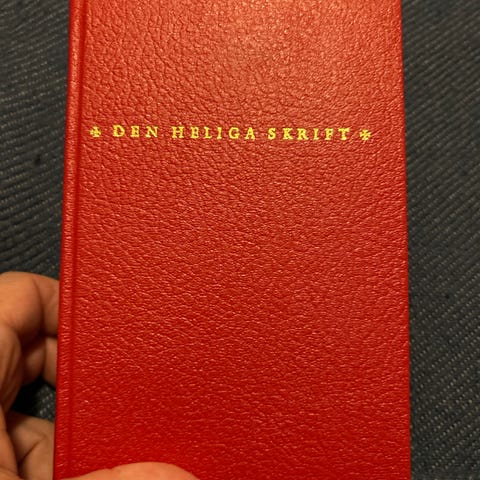 ✠ DEN HELIGA SKRIFT ✠